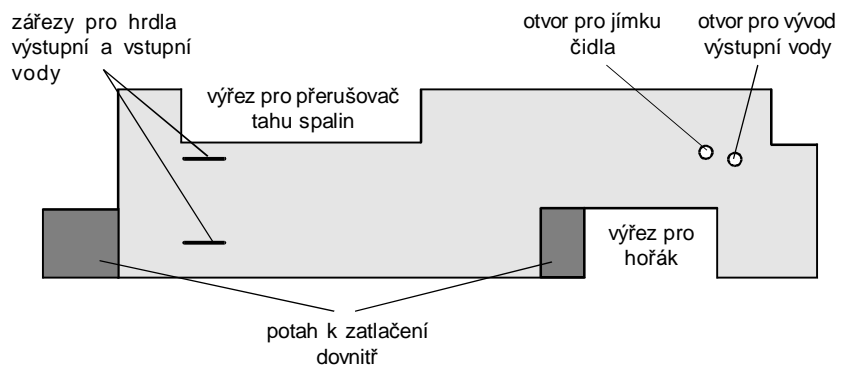 zářezy pro hrdla
výstupní a vstupní
vody
výřez pro přerušovač
tahu spalin
otvor pro jímku
čidla
otvor pro vývod
výstupní vody
výřez pro
hořák
potah k zatlačení
dovnitř